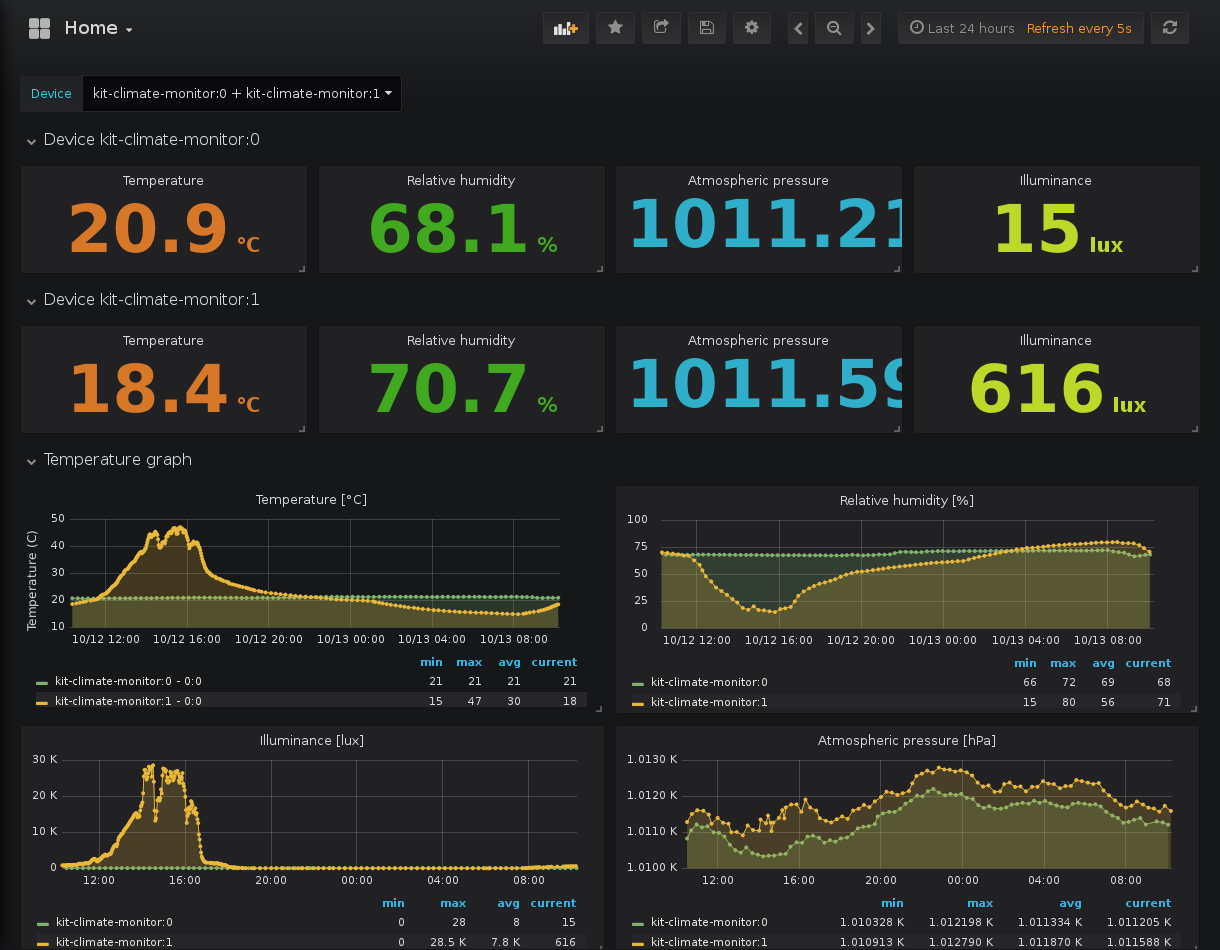 Home
Last 24 hours Refresh every 5s
Device kit-climate-monitor:0 + kit-climate-monitor:1
Device kit-climate-monitor:0
Temperature Relative humidity Atmospheric pressure Illuminance
20.9 °C 68.1 % 1011.21 15 lux
Device kit-climate-monitor:1
Temperature Relative humidity Atmospheric pressure Illuminance
18.4 °C 70.7 % 1011.59 616 lux
Temperature graph
Temperature [°C]
Temperature (C)
50
40
30
20
10
10/12 12:00 10/12 16:00 10/12 20:00 10/13 00:00 10/13 04:00 10/13 08:00
min max avg current
kit-climate-monitor:0 - 0:0 21 21 21 21
kit-climate-monitor:1 - 0:0 15 47 30 18
Relative humidity [%]
100
75
50
25
0
10/12 12:00 10/12 16:00 10/12 20:00 10/13 00:00 10/13 04:00 10/13 08:00
min max avg current
kit-climate-monitor:0 66 72 69 68
kit-climate-monitor:1 15 80 56 71
Illuminance [lux]
30 K
20 K
10 K
0
12:00 16:00 20:00 00:00 04:00 08:00
min max avg current
kit-climate-monitor:0 0 28 8 15
kit-climate-monitor:1 0 28.5 K 7.8 K 616
Atmospheric pressure [hPa]
1.0130 K
1.0120 K
1.0110 K
1.0100 K
12:00 16:00 20:00 00:00 04:00 08:00
min max avg current
kit-climate-monitor:0 1.010328 K 1.012198 K 1.011334 K 1.011205 K
kit-climate-monitor:1 1.010913 K 1.012790 K 1.011870 K 1.011588 K